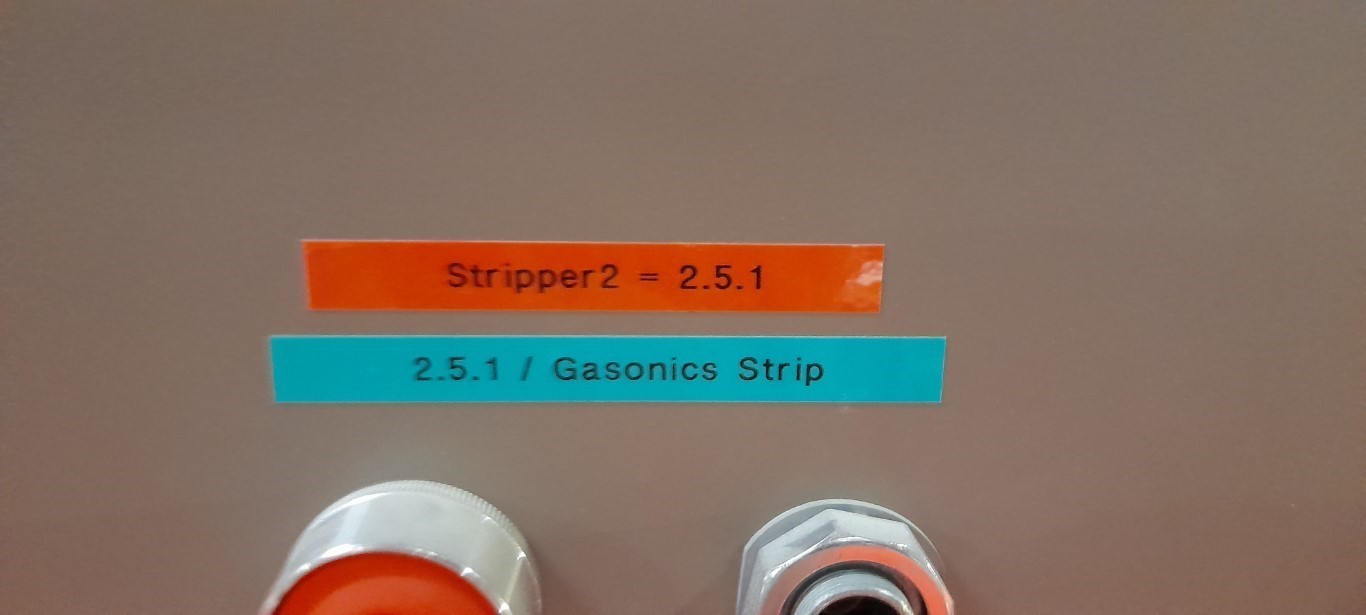 Stripper2 = 2.5.1
2.5.1 / Gasonics Strip